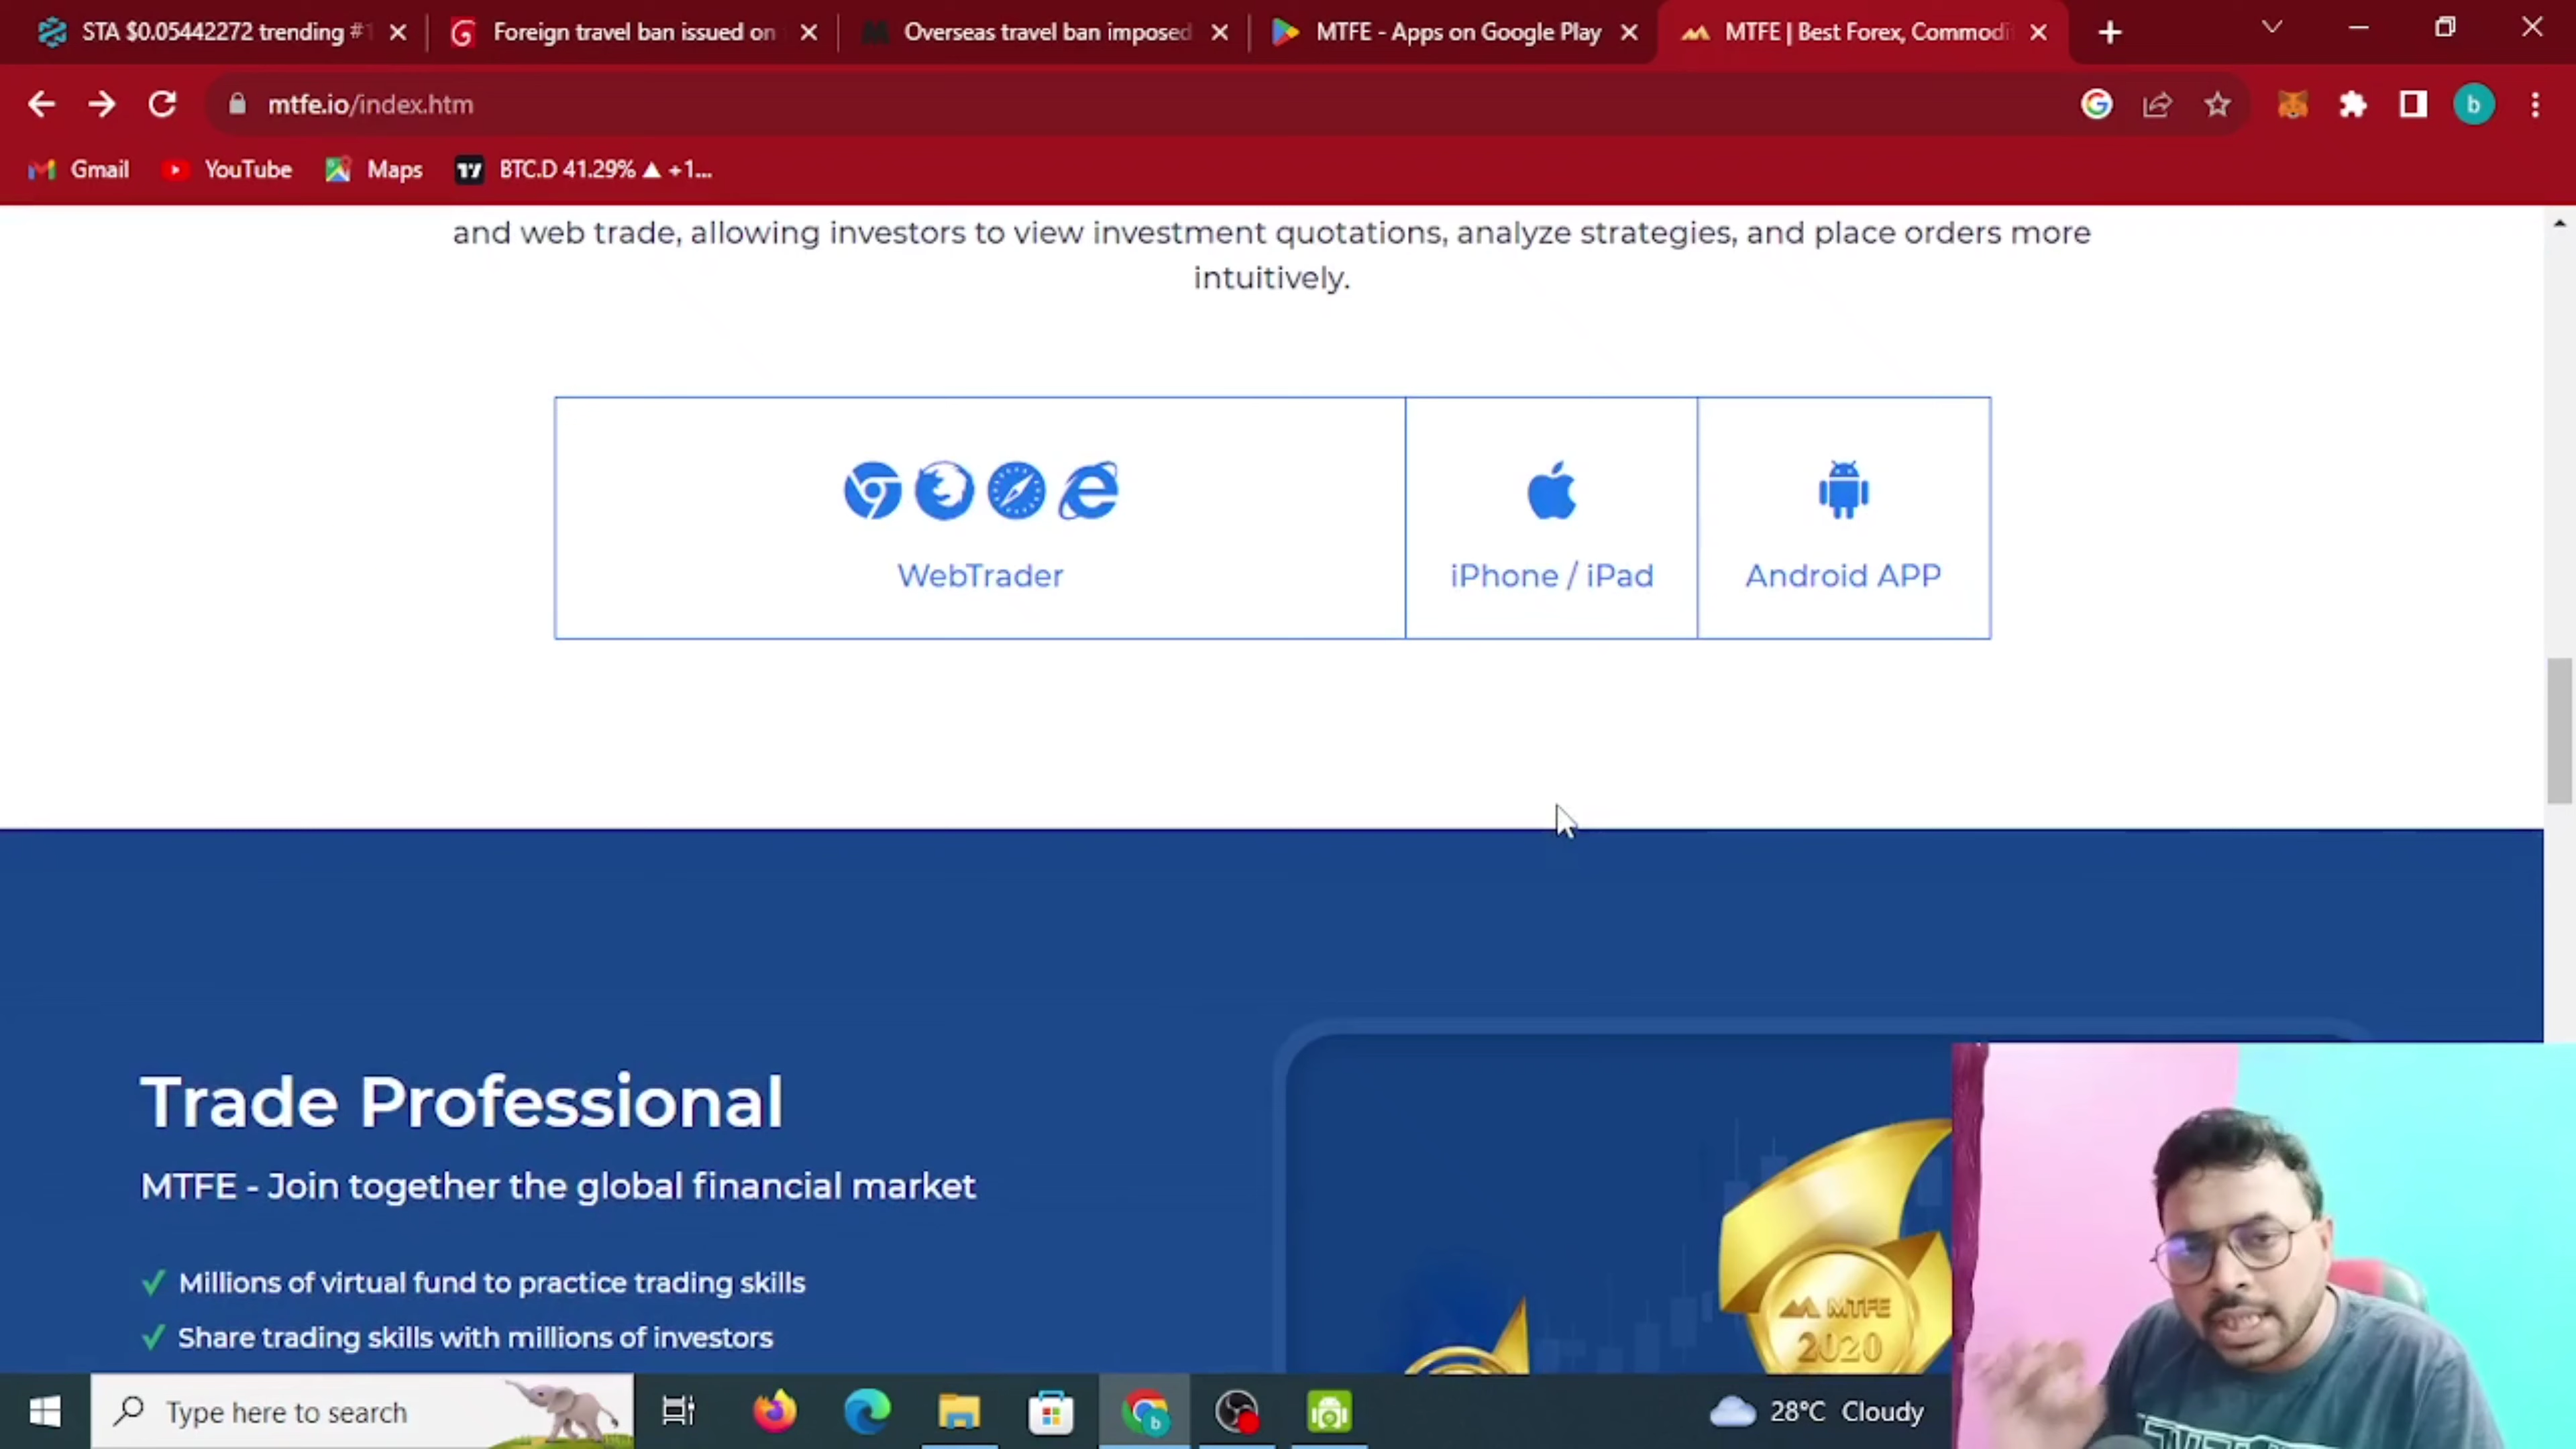 STA $0.05442272 trending #1
Foreign travel ban issued on
Overseas travel ban imposed
MTFE - Apps on Google Play
MTFE | Best Forex, Commodi
mtfe.io/index.htm
b
Gmail
YouTube
Maps
BTC.D 41.29% ▲ +1...
and web trade, allowing investors to view investment quotations, analyze strategies, and place orders more
intuitively.
WebTrader
iPhone / iPad
Android APP
Trade Professional
MTFE - Join together the global financial market
✓ Millions of virtual fund to practice trading skills
✓ Share trading skills with millions of investors
MTFE
2020
Type here to search
b
28°C Cloudy